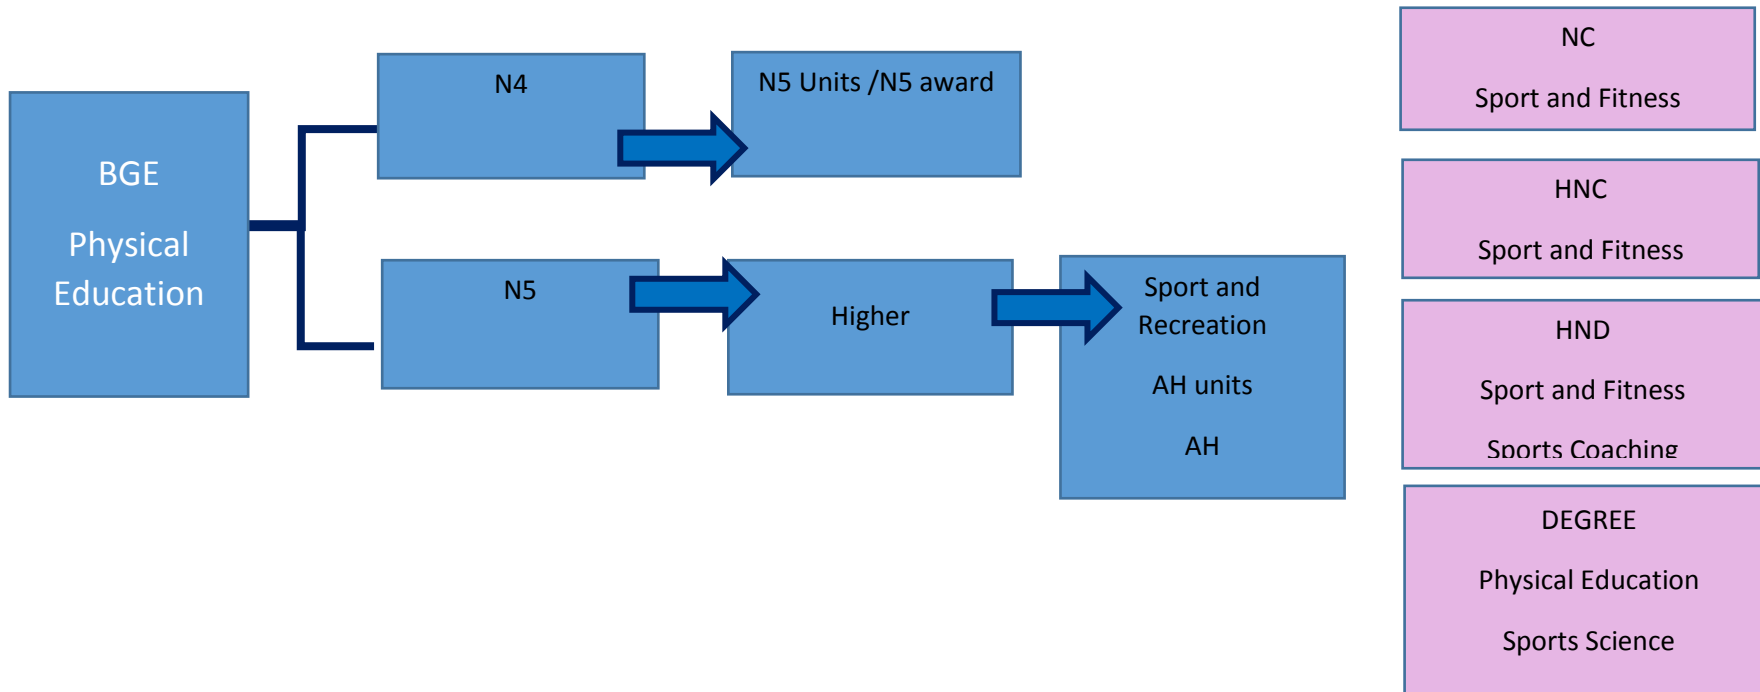 BGE
Physical
Education
N4
N5 Units /N5 award
N5
Higher
Sport and
Recreation
AH units
AH
NC
Sport and Fitness
HNC
Sport and Fitness
HND
Sport and Fitness
Sports Coaching
DEGREE
Physical Education
Sports Science